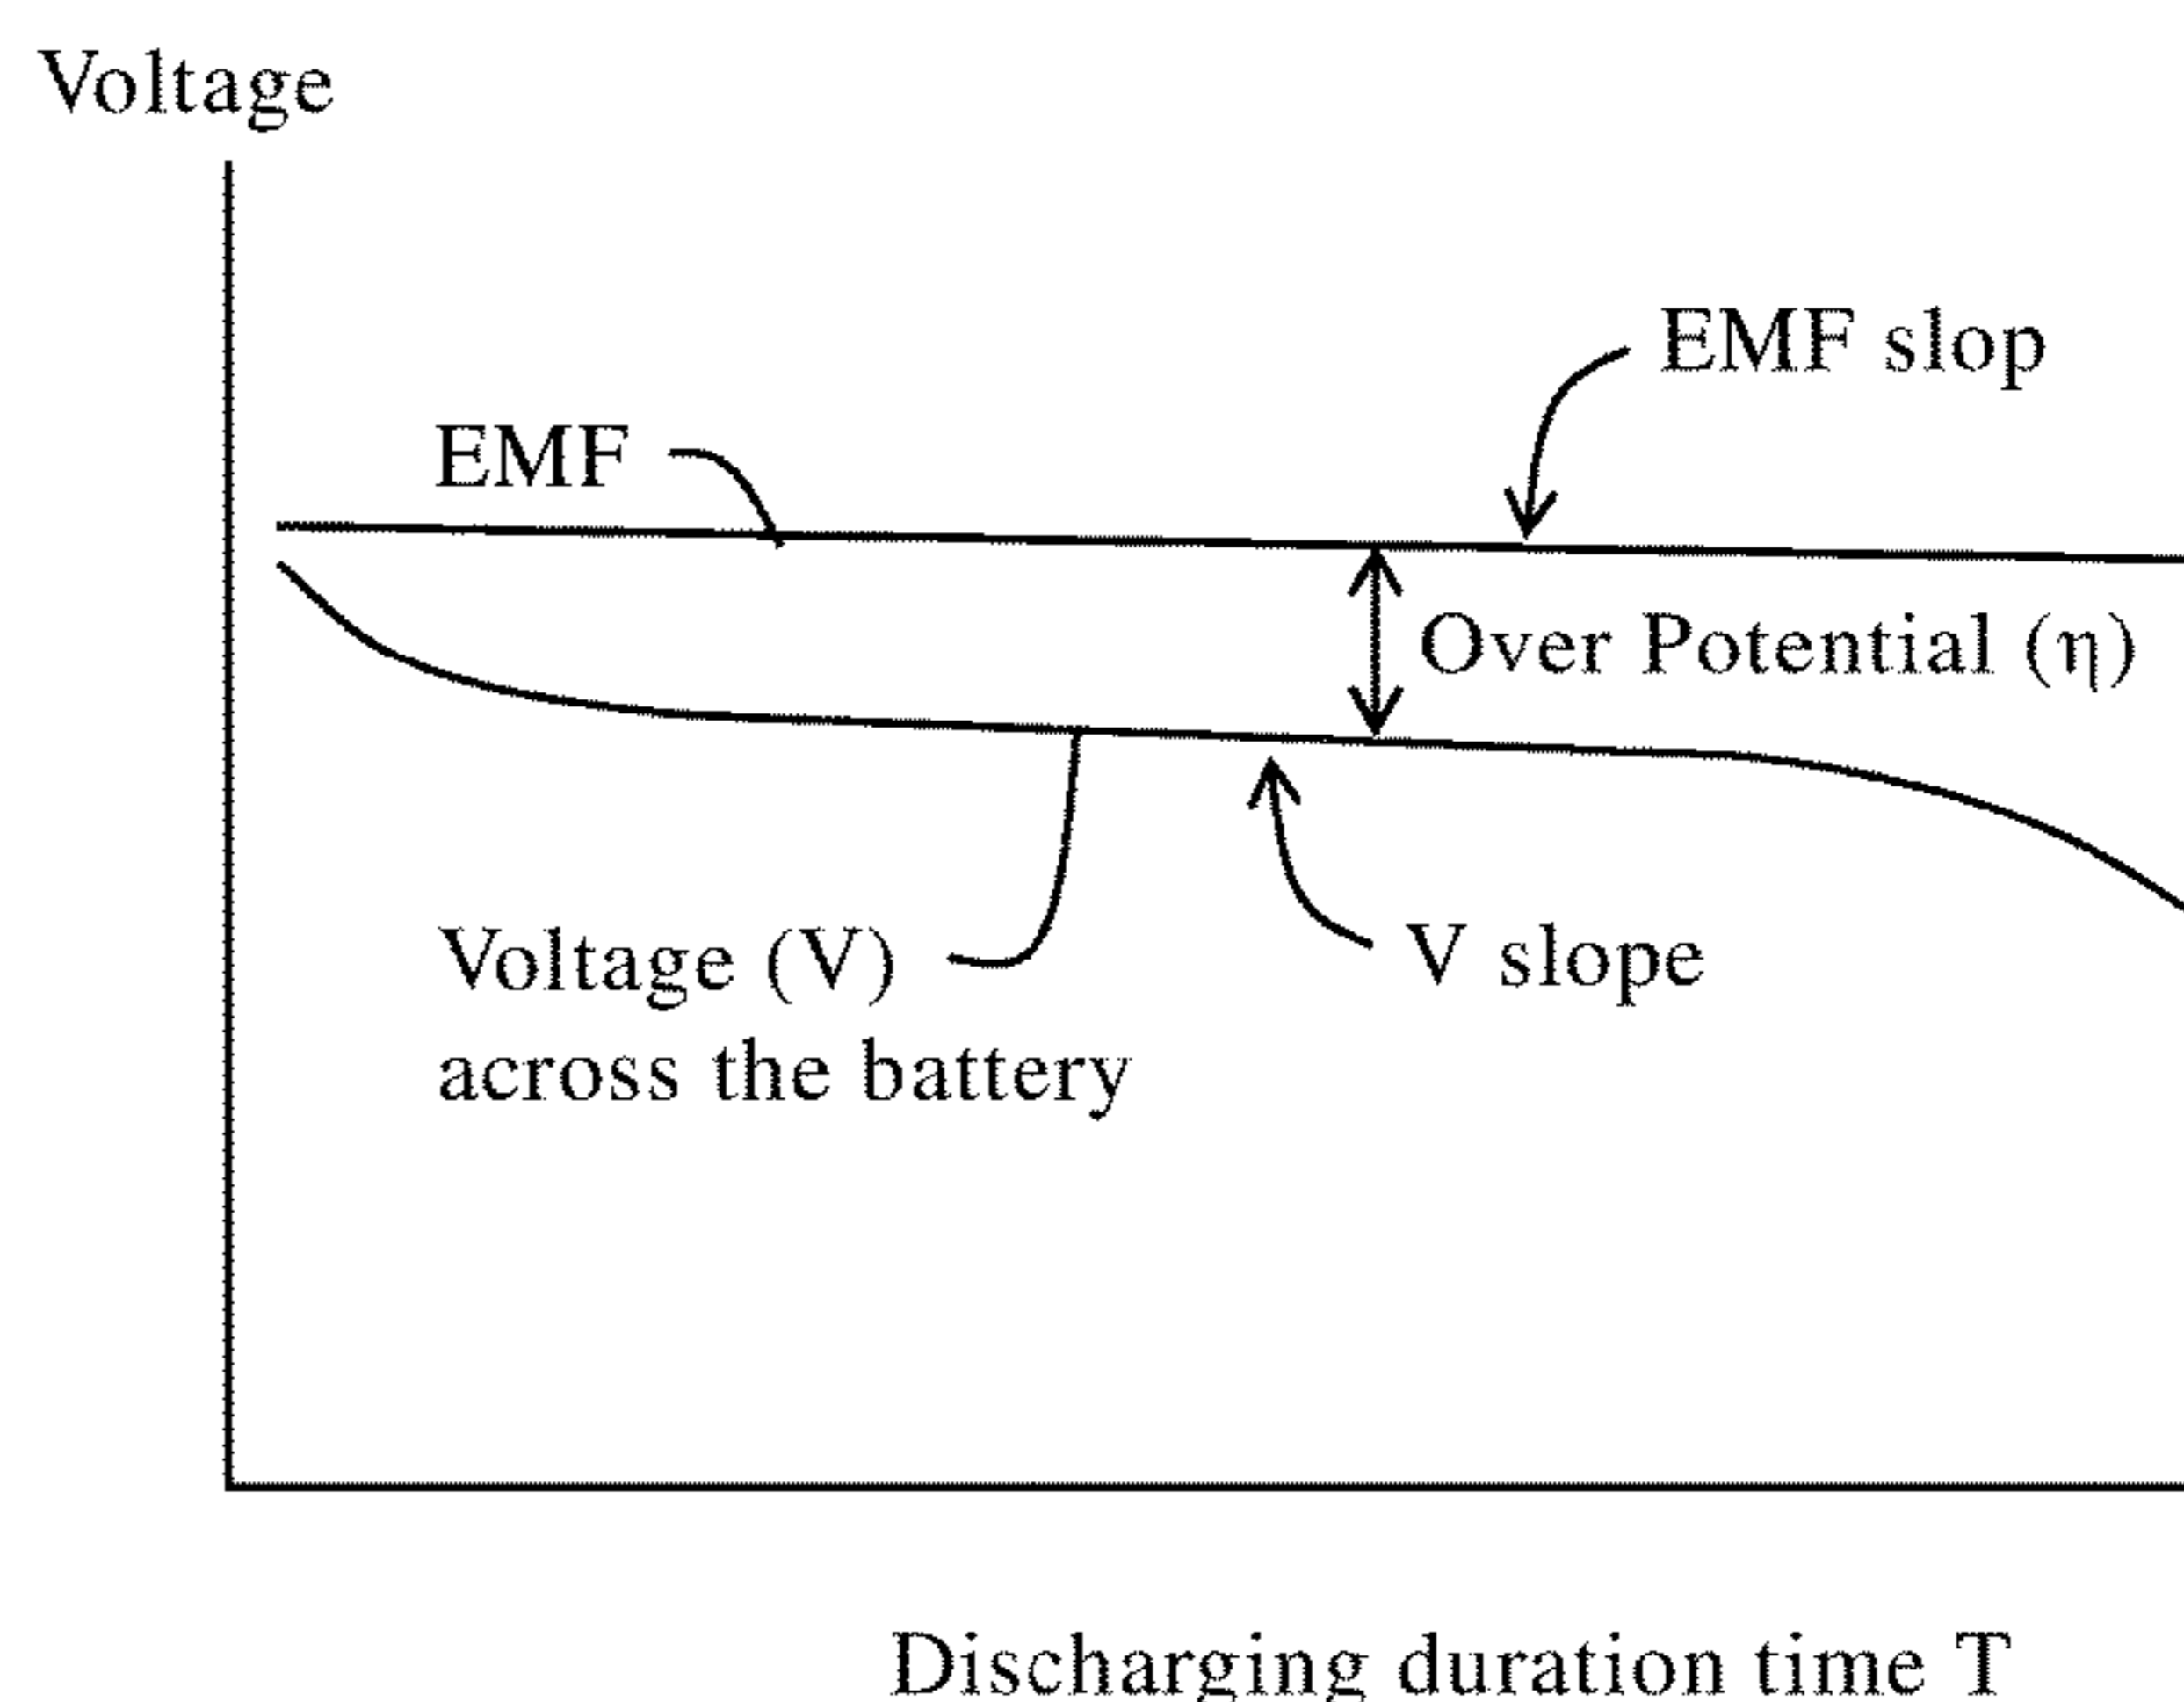 Voltage
EMF slop
EMF
Over Potential (η)
Voltage (V)
across the battery
V slope
Discharging duration time T